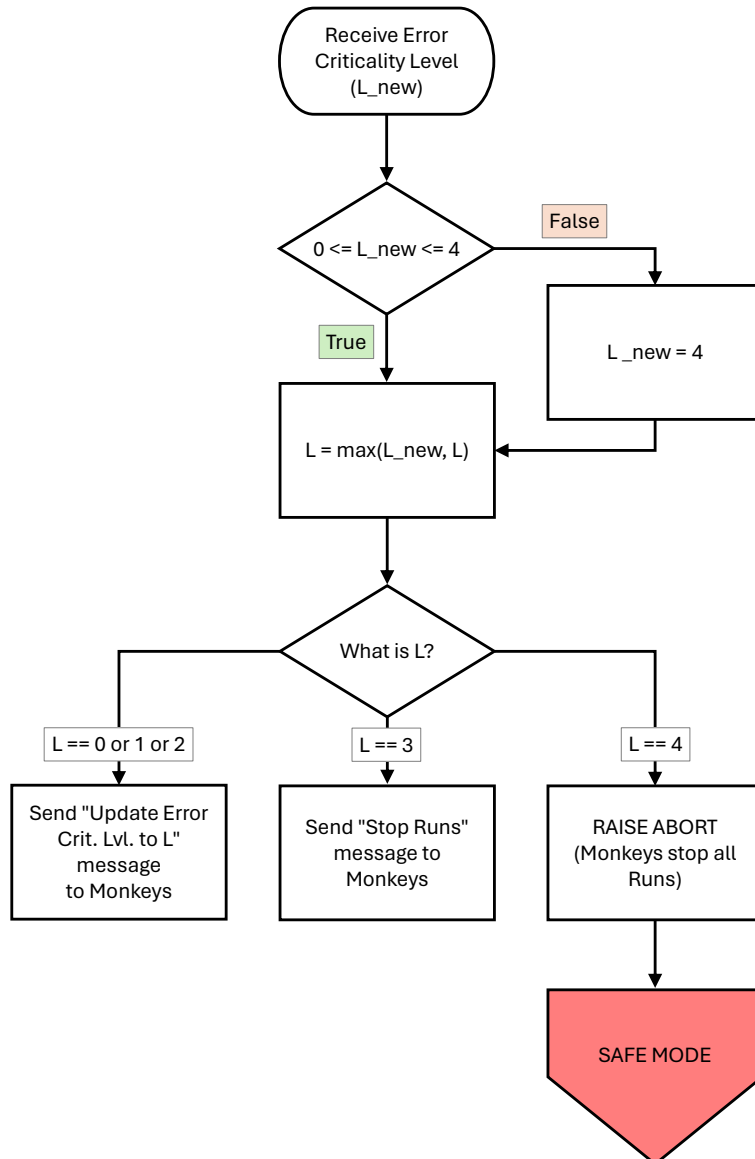 Receive Error
Criticality Level
(L_new)
0 <= L_new <= 4
False
True
L _new = 4
L = max(L_new, L)
What is L?
L == 0 or 1 or 2
L == 3
L == 4
Send "Update Error
Crit. Lvl. to L"
message
to Monkeys
Send "Stop Runs"
message to
Monkeys
RAISE ABORT
(Monkeys stop all
Runs)
SAFE MODE